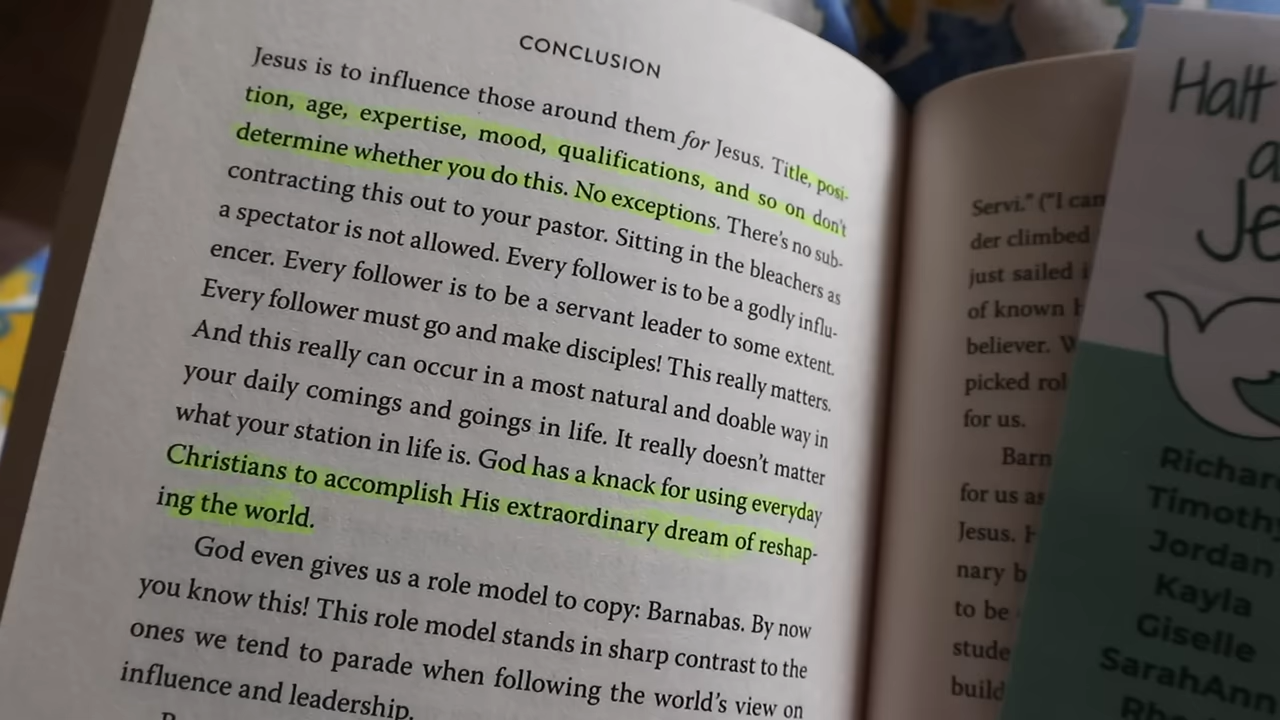 CONCLUSION
Jesus is to influence those around them for Jesus. Title, posi-
tion, age, expertise, mood, qualifications, and so on don't
determine whether you do this. No exceptions. There's no sub-
contracting this out to your pastor. Sitting in the bleachers as
a spectator is not allowed. Every follower is to be a godly influ-
encer. Every follower is to be a servant leader to some extent.
Every follower must go and make disciples! This really matters.
And this really can occur in a most natural and doable way in
your daily comings and goings in life. It really doesn't matter
what your station in life is. God has a knack for using everyday
Christians to accomplish His extraordinary dream of reshap-
ing the world.
God even gives us a role model to copy: Barnabas. By now
you know this! This role model stands in sharp contrast to the
ones we tend to parade when following the world's view on
influence and leadership.
Servi." ("I can
der climbed
just sailed
of known
believer.
picked
for us.
for us as
Jesus.
nary
to be
Timothy
Jordan
Kayla
Giselle